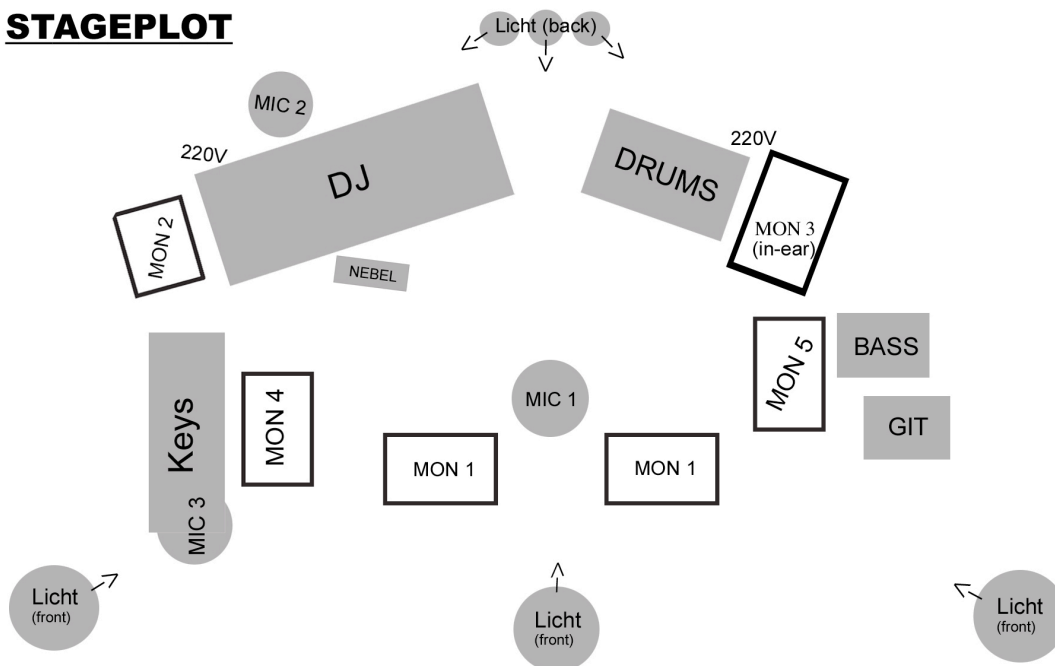 STAGEPLOT
Licht (back)
MIC 2
220V
DJ
DRUMS
220V
MON 2
MON 3
(in-ear)
NEBEL
MON 5
BASS
Keys
MON 4
MIC 1
GIT
MON 1
MON 1
MIC 3
Licht
(front)
Licht
(front)
Licht
(front)